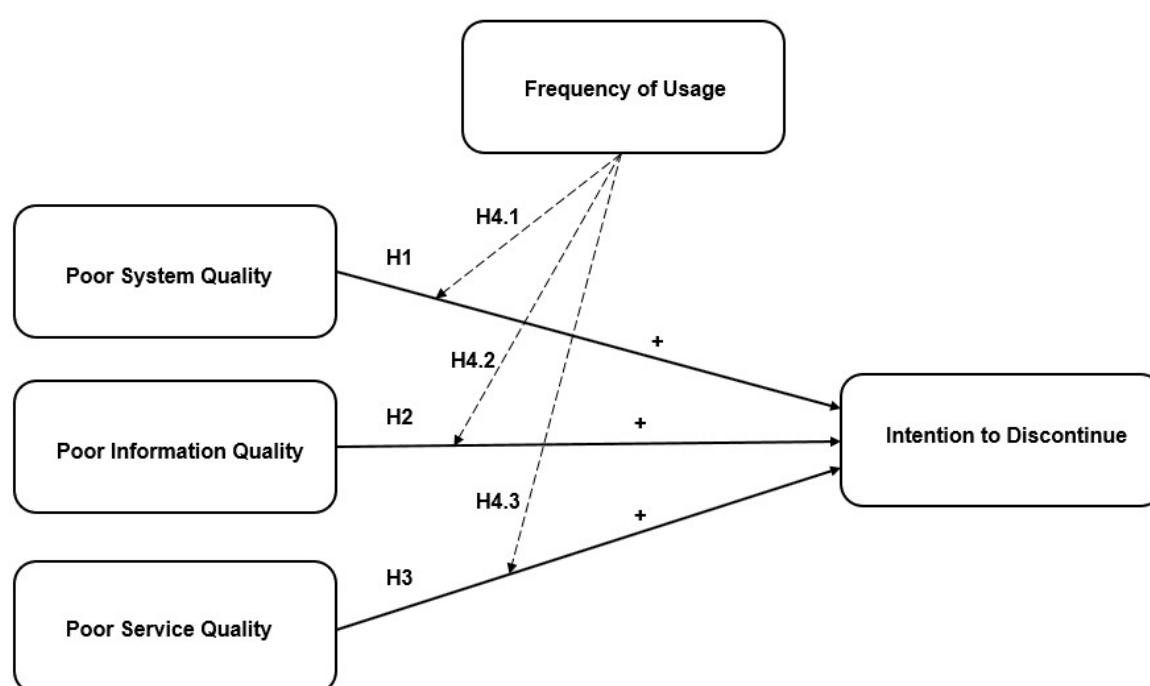 Frequency of Usage
H4.1
H1
Poor System Quality
+
H4.2
H2
+
Poor Information Quality
Intention to Discontinue
H4.3
+
H3
Poor Service Quality